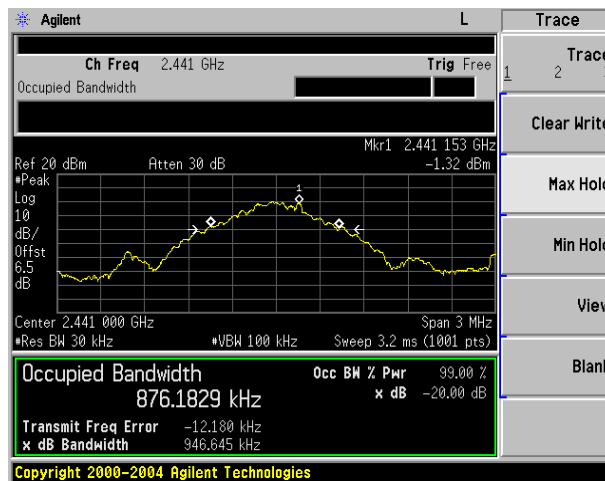 Agilent L Trace
Ch Freq 2.441 GHz Trig Free
Occupied Bandwidth
Trace
1 2
Clear Write
Max Hold
Min Hold
View
Blank
Mkr1 2.441 153 GHz
Ref 20 dBm Atten 30 dB -1.32 dBm
#Peak
Log
10
dB/
Offst
6.5
dB
1
Center 2.441 000 GHz Span 3 MHz
#Res BW 30 kHz #VBW 100 kHz Sweep 3.2 ms (1001 pts)
Occupied Bandwidth Occ BW % Pwr 99.00 %
876.1829 kHz x dB -20.00 dB
Transmit Freq Error -12.180 kHz
x dB Bandwidth 946.645 kHz
Copyright 2000-2004 Agilent Technologies